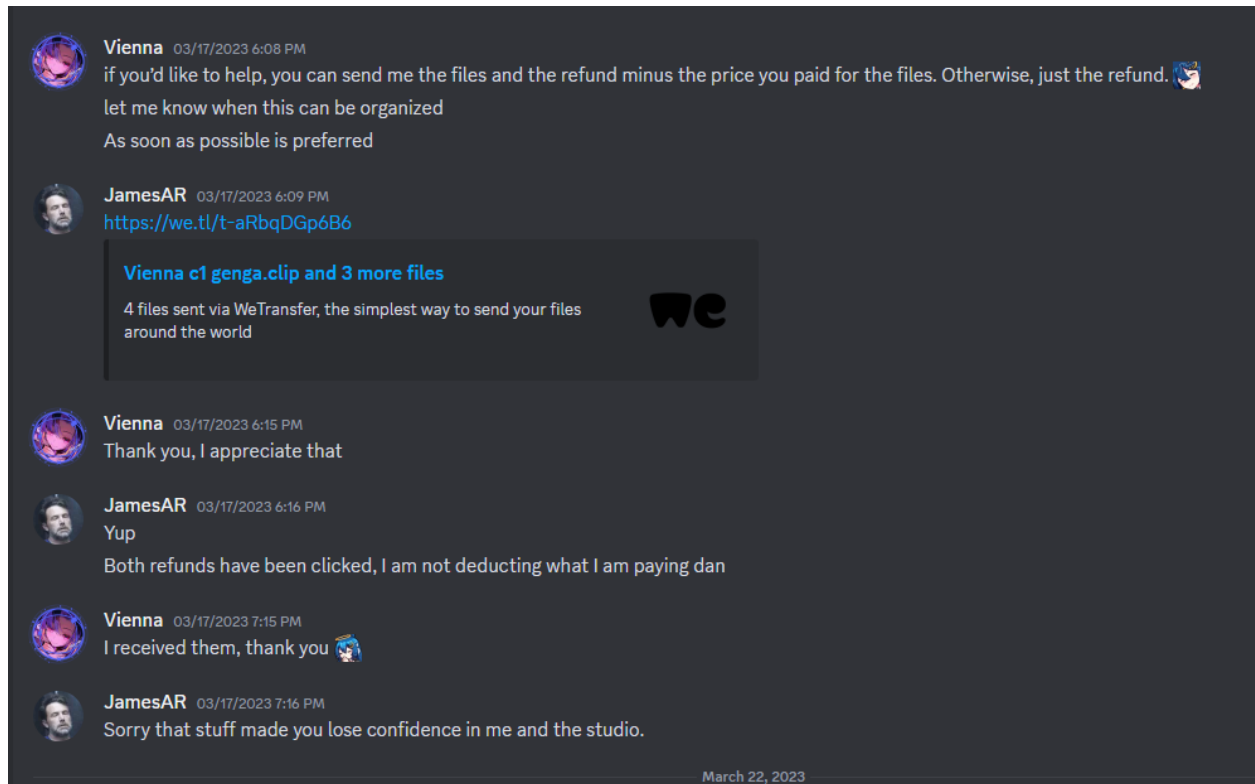 Vienna 03/17/2023 6:08 PM
if you'd like to help, you can send me the files and the refund minus the price you paid for the files. Otherwise, just the refund.
let me know when this can be organized
As soon as possible is preferred
JamesAR 03/17/2023 6:09 PM
https://we.tl/t-aRbqDGp6B6
Vienna c1 genga.clip and 3 more files
4 files sent via WeTransfer, the simplest way to send your files
around the world
we
Vienna 03/17/2023 6:15 PM
Thank you, I appreciate that
JamesAR 03/17/2023 6:16 PM
Yup
Both refunds have been clicked, I am not deducting what I am paying dan
Vienna 03/17/2023 7:15 PM
I received them, thank you
JamesAR 03/17/2023 7:16 PM
Sorry that stuff made you lose confidence in me and the studio.
March 22, 2023